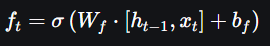 f_t = σ (W_f · [h_{t−1}, x_t] + b_f)